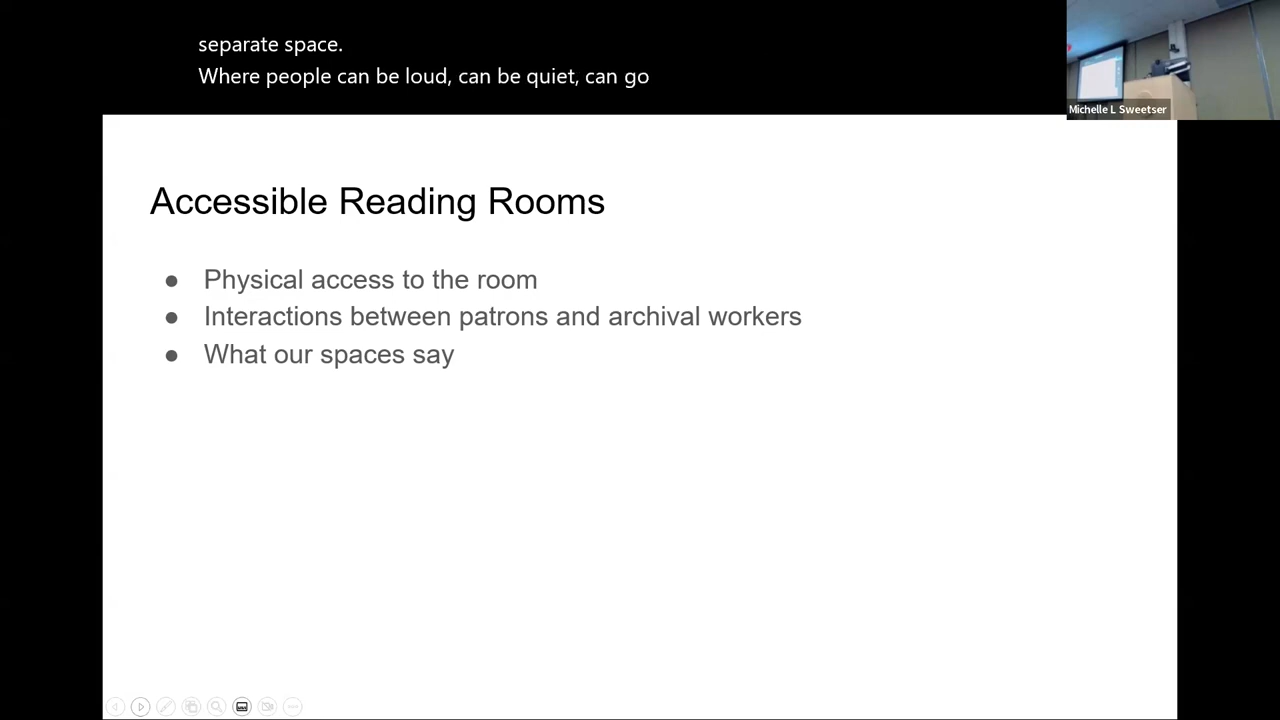 separate space.
Where people can be loud, can be quiet, can go
Michelle L Sweetser
Accessible Reading Rooms
● Physical access to the room
● Interactions between patrons and archival workers
● What our spaces say